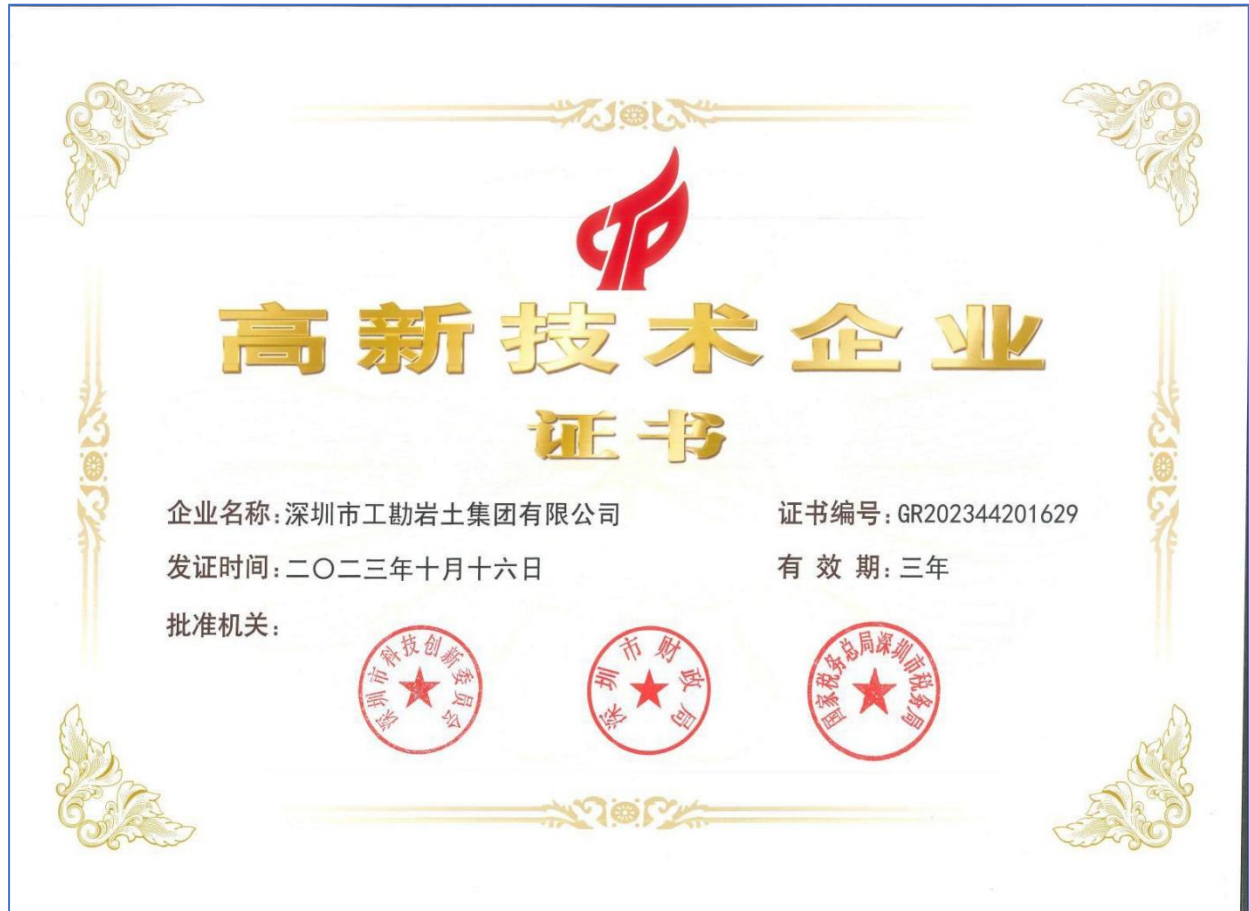 高新技术企业
证书
企业名称:深圳市工勘岩土集团有限公司
证书编号:GR202344201629
发证时间:二〇二三年十月十六日
有 效 期:三年
批准机关:
深圳市科技创新委员会
深圳市财政局
国家税务总局深圳市税务局